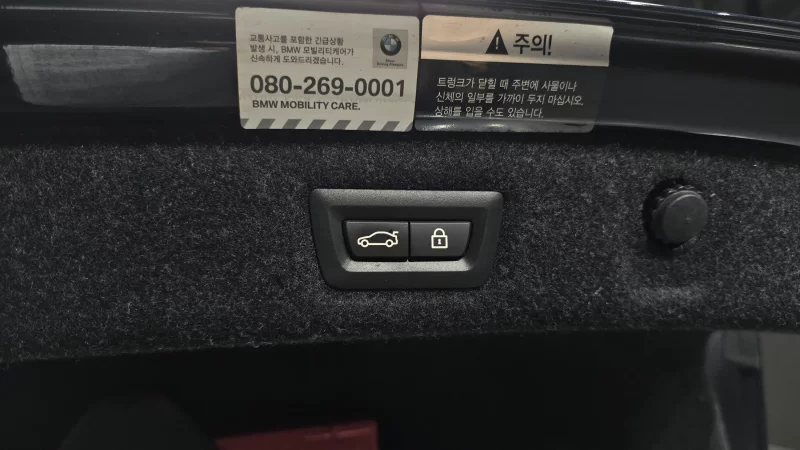 교통사고를 포함한 긴급상황
발생 시, BMW 모빌리티케어가
신속하게 도와드리겠습니다.
080-269-0001
BMW MOBILITY CARE.
주의!
트렁크가 닫힐 때 주변에 사물이나
신체의 일부를 가까이 두지 마십시오.
상해를 입을 수도 있습니다.